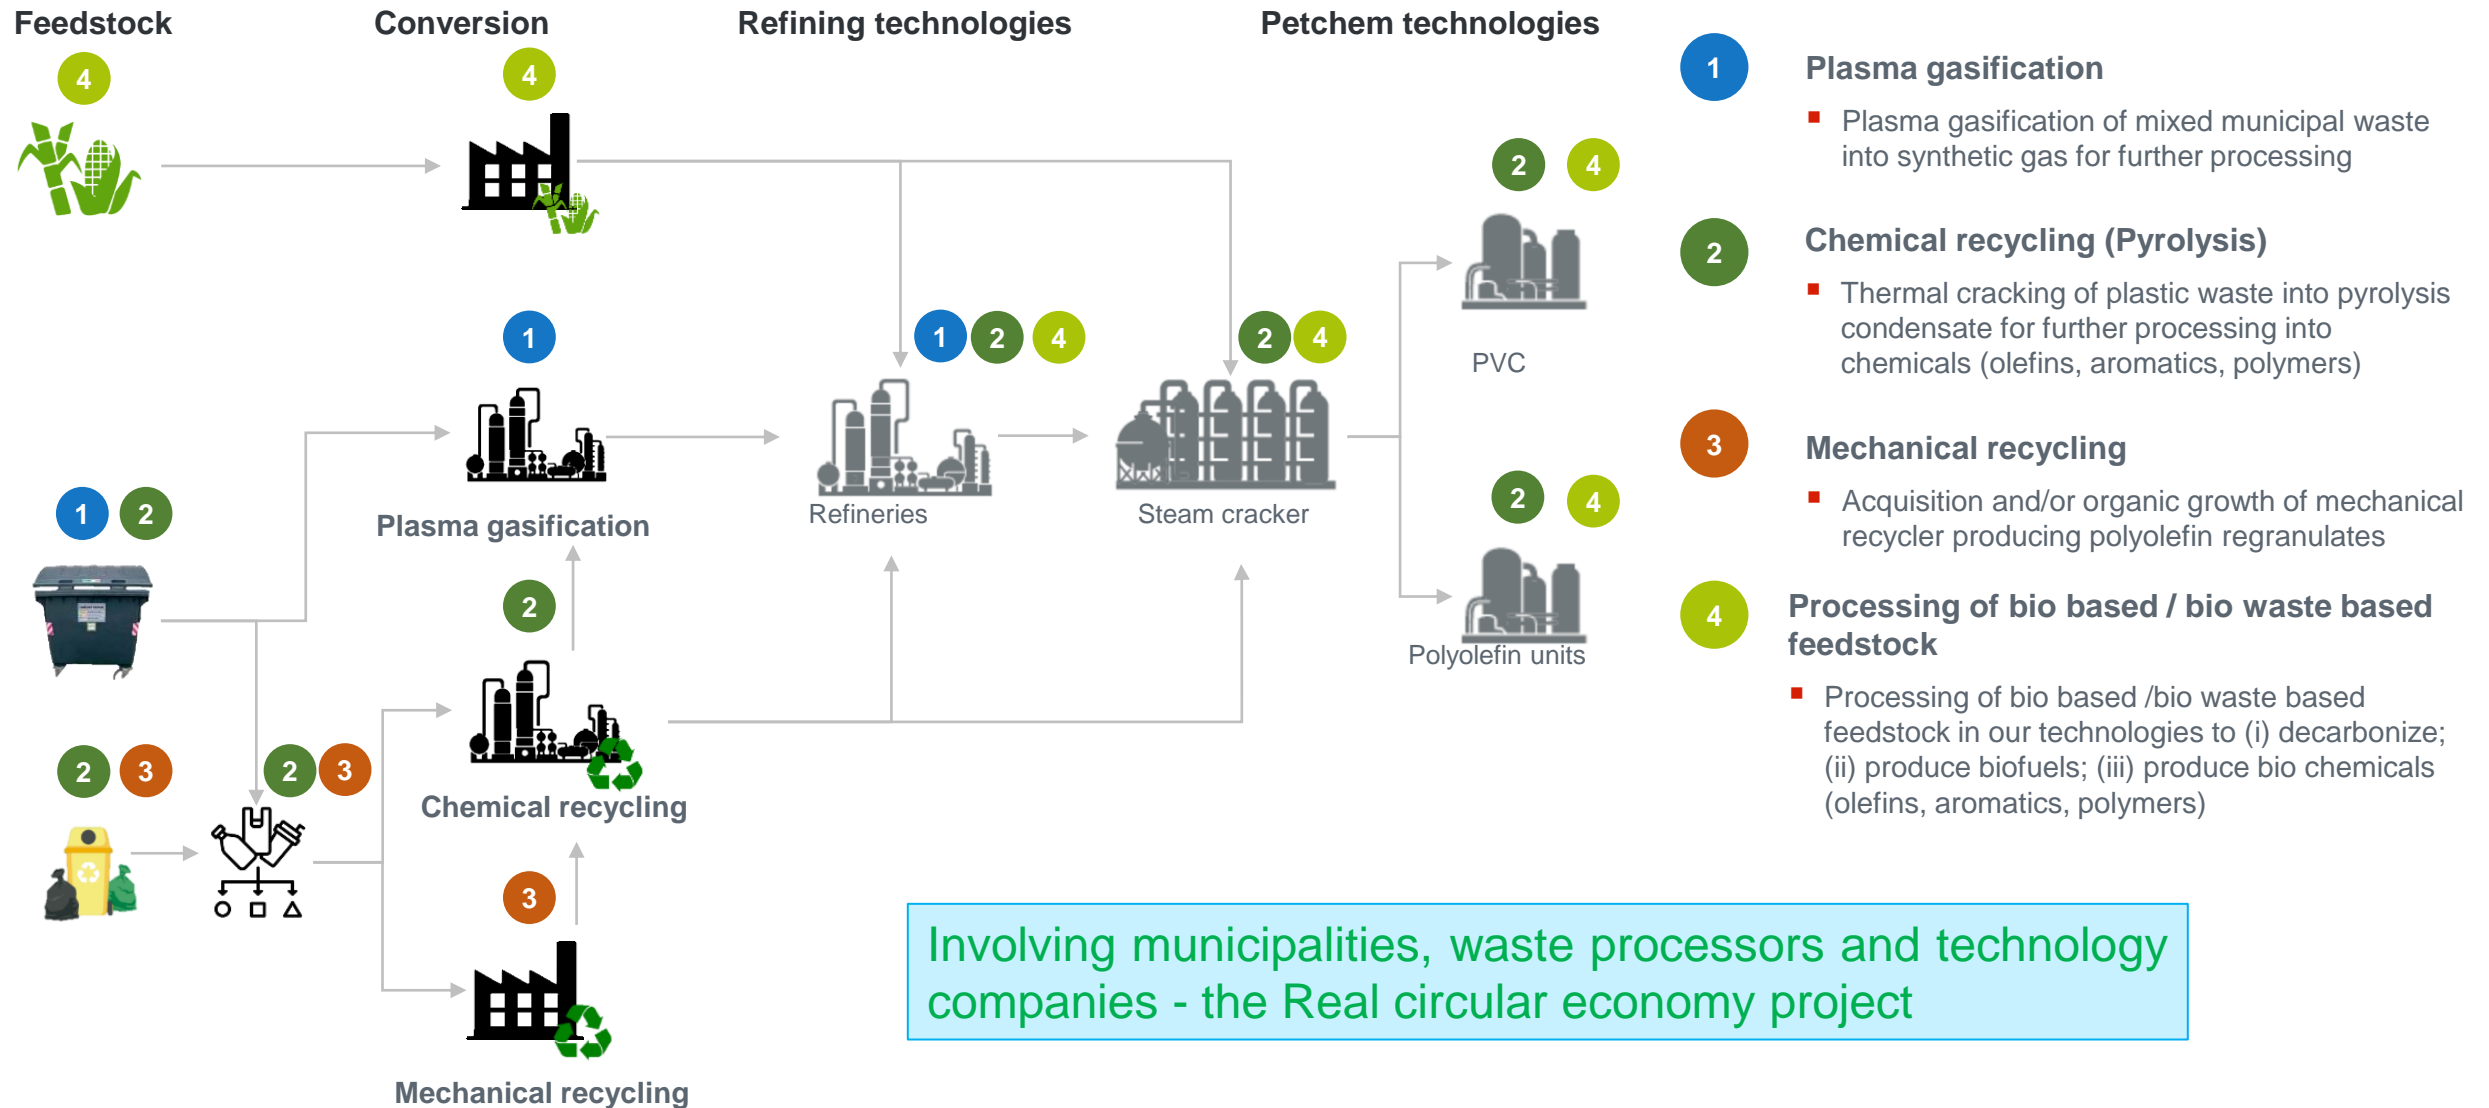 Feedstock
Conversion
Refining technologies
Petchem technologies
4
4
1
1 2 4
2 4
2 4
PVC
2 4
Polyolefin units
Plasma gasification
Refineries
Steam cracker
1 2
2
2 3
2 3
Chemical recycling
3
Mechanical recycling
1
Plasma gasification
▪ Plasma gasification of mixed municipal waste
into synthetic gas for further processing
2
Chemical recycling (Pyrolysis)
▪ Thermal cracking of plastic waste into pyrolysis
condensate for further processing into
chemicals (olefins, aromatics, polymers)
3
Mechanical recycling
▪ Acquisition and/or organic growth of mechanical
recycler producing polyolefin regranulates
4
Processing of bio based / bio waste based
feedstock
▪ Processing of bio based /bio waste based
feedstock in our technologies to (i) decarbonize;
(ii) produce biofuels; (iii) produce bio chemicals
(olefins, aromatics, polymers)
Involving municipalities, waste processors and technology
companies - the Real circular economy project